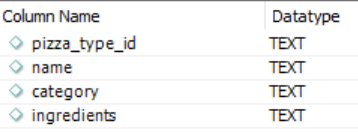 Column Name Datatype
pizza_type_id TEXT
name TEXT
category TEXT
ingredients TEXT